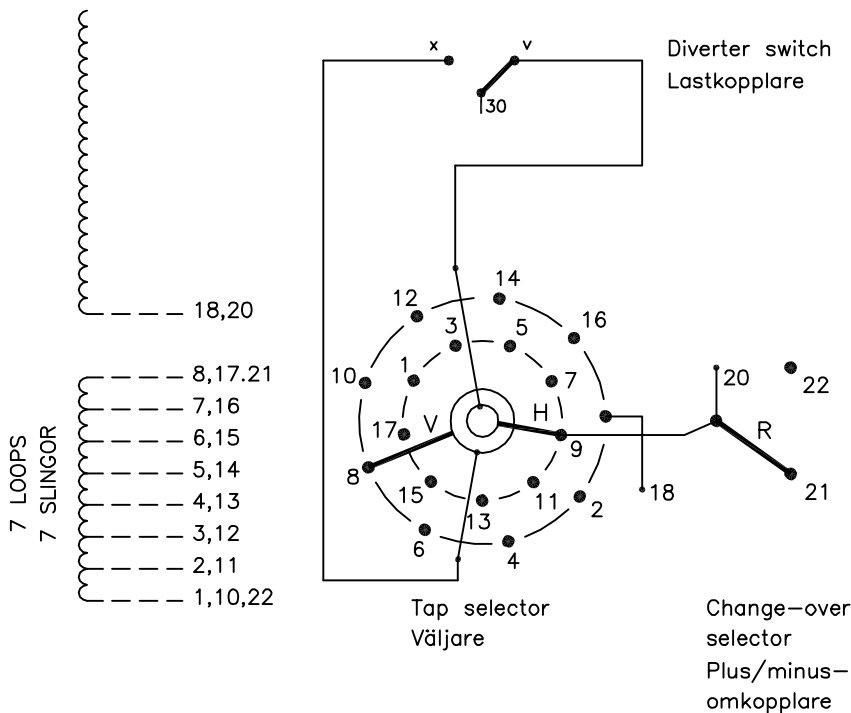 x
v
30
Diverter switch
Lastkopplare
14
12
16
3
5
18,20
10
1
7
20
22
8,17.21
7,16
6,15
5,14
4,13
3,12
2,11
1,10,22
7 LOOPS
7 SLINGOR
17
V
H
9
R
8
15
11
2
18
21
13
6
4
Tap selector
Väljare
Change-over
selector
Plus/minus-
omkopplare